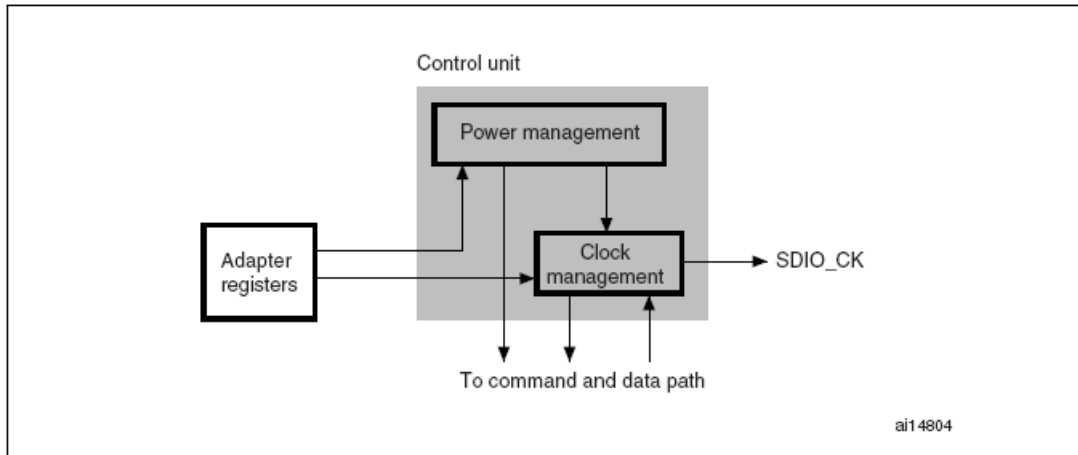 Control unit
Power management
Adapter
registers
Clock
management
SDIO_CK
To command and data path
ai14804